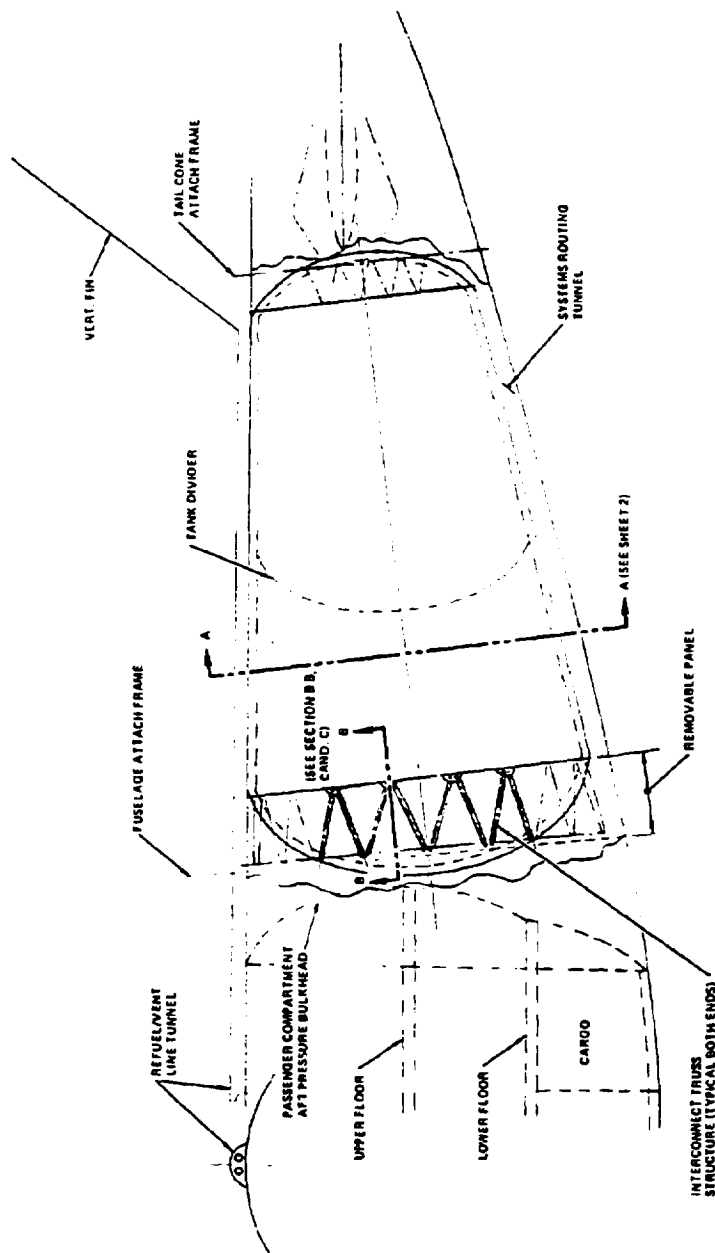 REFUEL/VENT
LINE TUNNEL
FUSELAGE ATTACH FRAME
TANK DIVIDER
VERT. FIN
TAIL CONE
ATTACH FRAME
PASSENGER COMPARTMENT
AFT PRESSURE BULKHEAD
B
(SEE SECTION B B,
C AND. C)
B
A
A (SEE SHEET 2)
UPPER FLOOR
LOWER FLOOR
CARGO
INTERCONNECT TRUSS
STRUCTURE (TYPICAL BOTH ENDS)
REMOVABLE PANEL
SYSTEMS ROUTING
TUNNEL